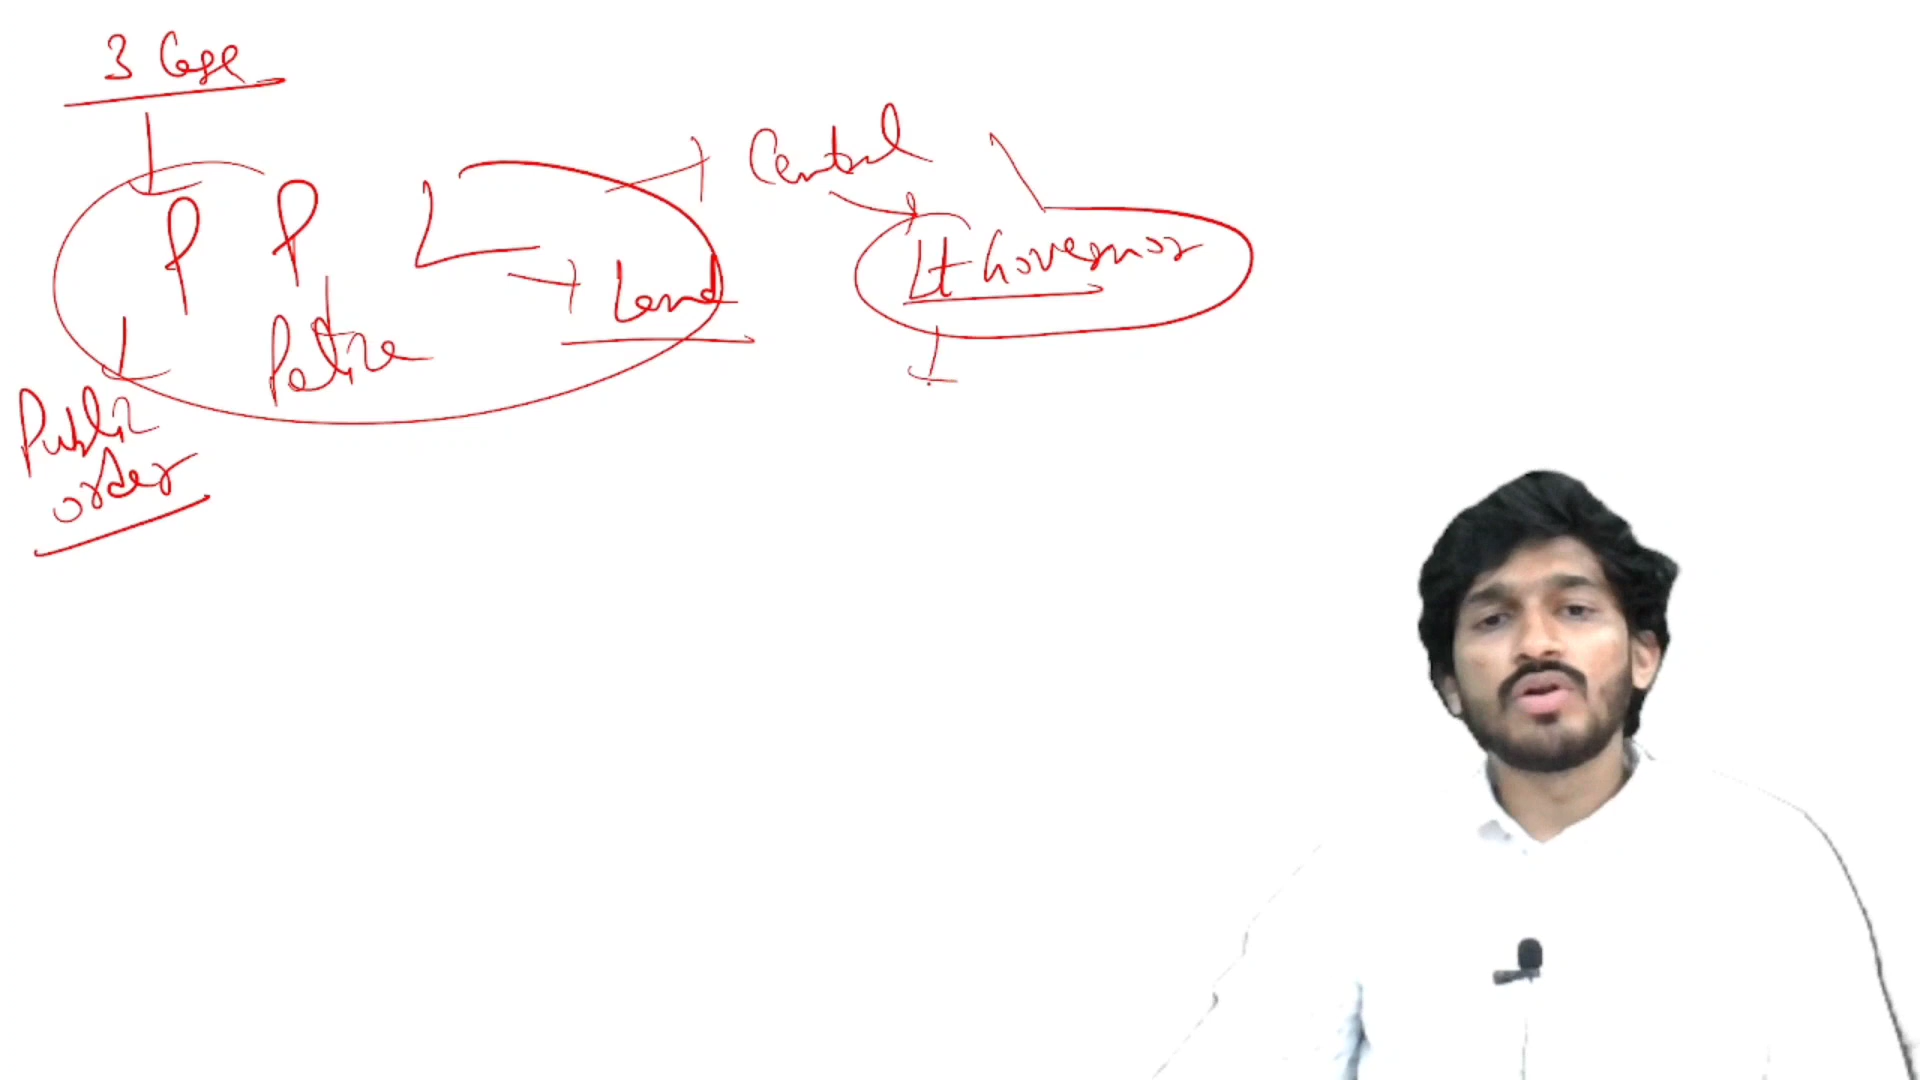 3 Case
P P L
Central
Lt Governor
Land
Police
Public
order